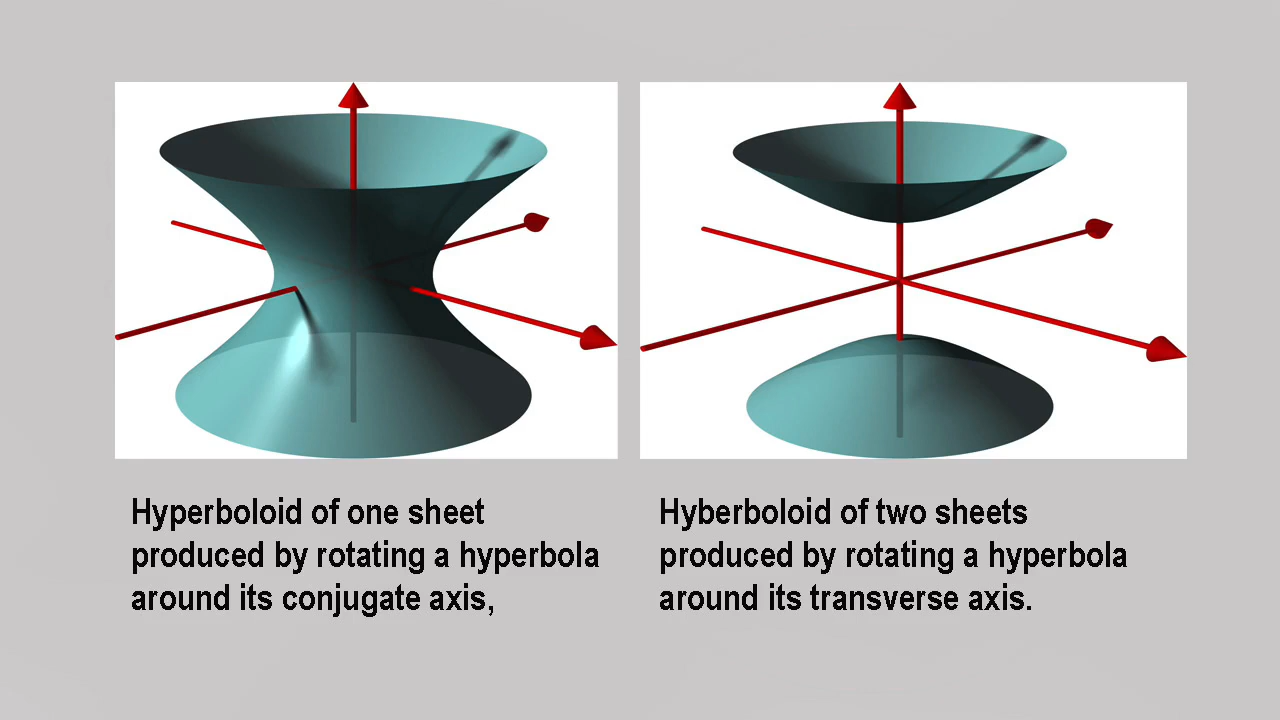 Hyperboloid of one sheet
produced by rotating a hyperbola
around its conjugate axis,
Hyberboloid of two sheets
produced by rotating a hyperbola
around its transverse axis.